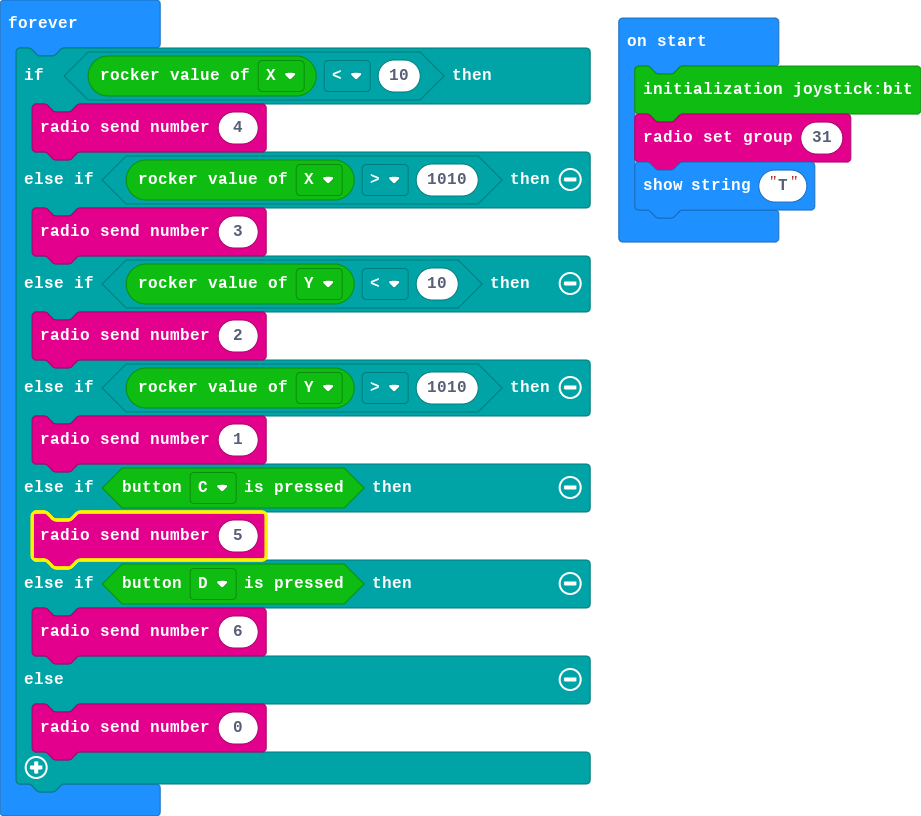 forever
if rocker value of X < 10 then
radio send number 4
else if rocker value of X > 1010 then
radio send number 3
else if rocker value of Y < 10 then
radio send number 2
else if rocker value of Y > 1010 then
radio send number 1
else if button C is pressed then
radio send number 5
else if button D is pressed then
radio send number 6
else
radio send number 0
on start
initialization joystick:bit
radio set group 31
show string "T"